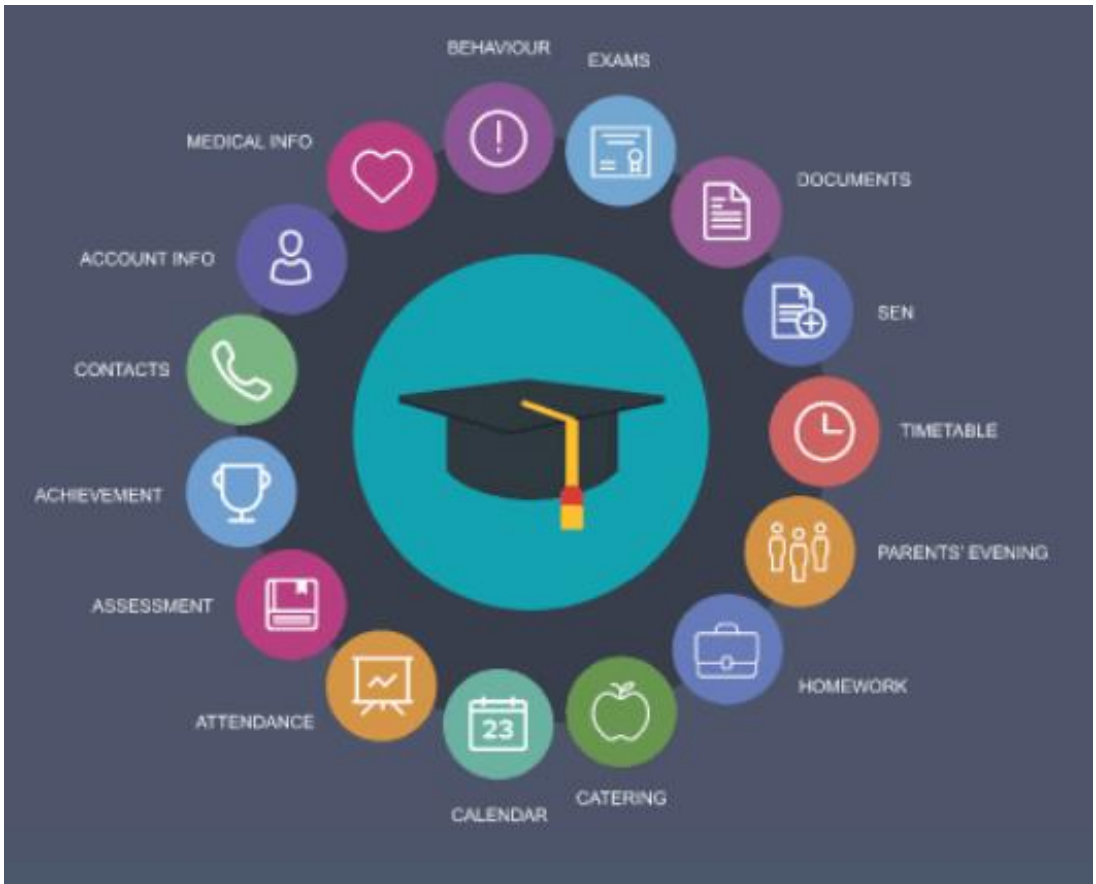 BEHAVIOUR
EXAMS
DOCUMENTS
SEN
TIMETABLE
PARENTS' EVENING
HOMEWORK
CATERING
CALENDAR
23
ATTENDANCE
ASSESSMENT
ACHIEVEMENT
CONTACTS
ACCOUNT INFO
MEDICAL INFO